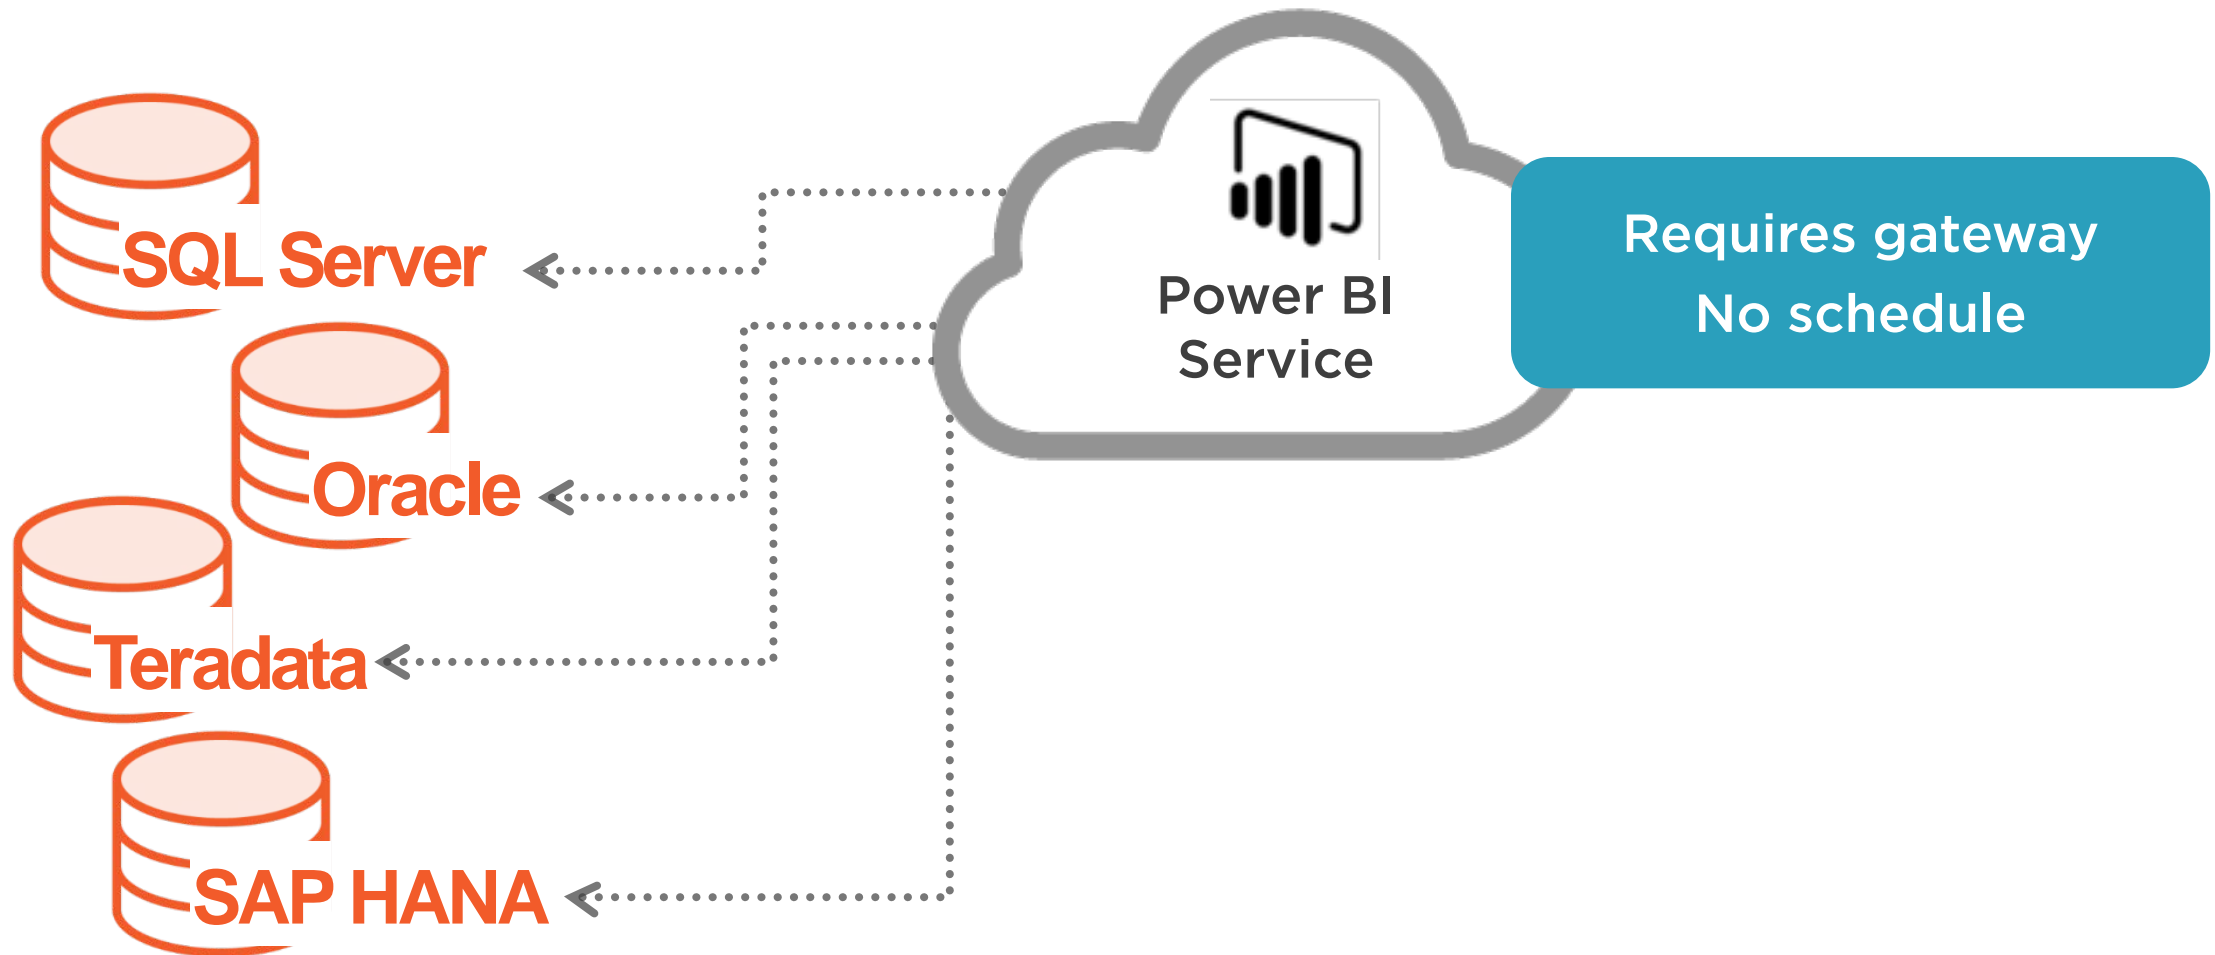 SQL Server
Oracle
Teradata
SAP HANA
Power BI
Service
Requires gateway
No schedule